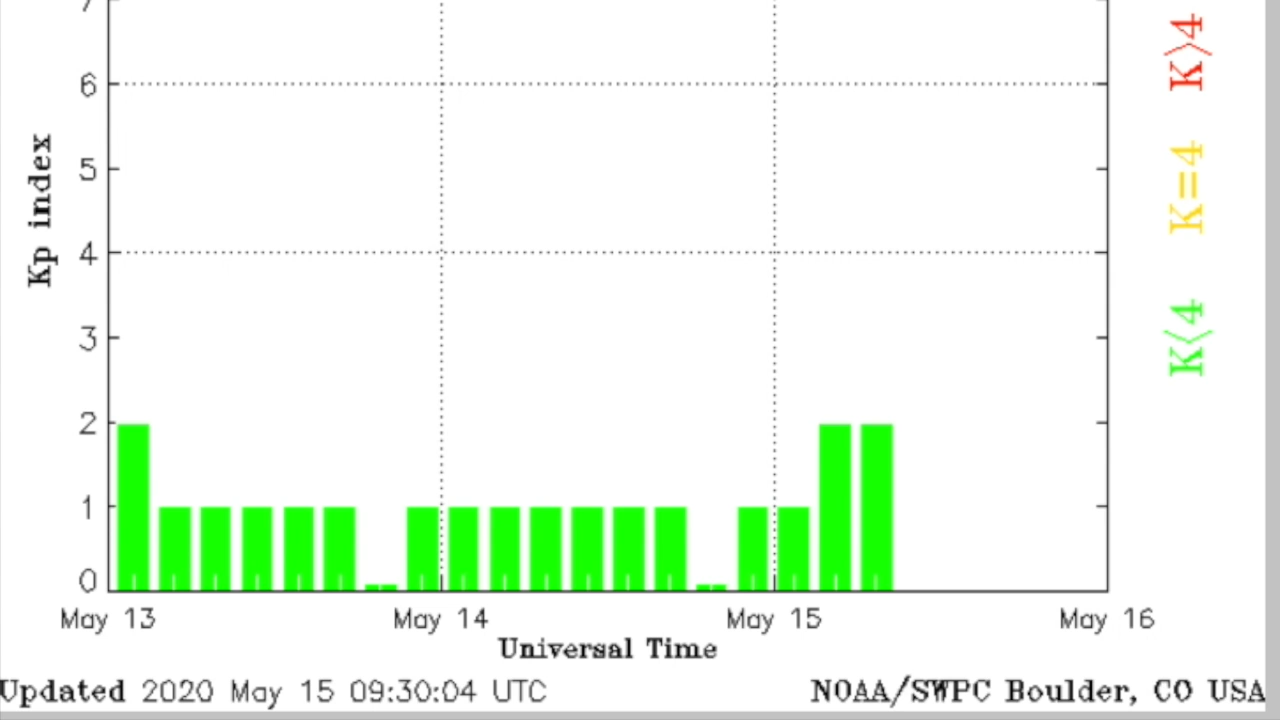 7
6
5
4
3
2
1
0
Kp index
K>4
K=4
K<4
May 13 May 14 May 15 May 16
Universal Time
Updated 2020 May 15 09:30:04 UTC NOAA/SWPC Boulder, CO USA